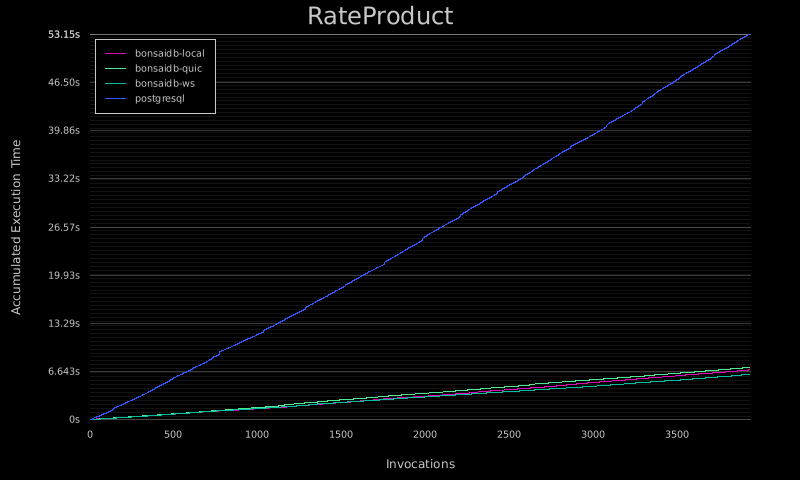 RateProduct
53.15s
bonsaidb-local
bonsaidb-quic
bonsaidb-ws
postgresql
46.50s
39.86s
33.22s
26.57s
19.93s
13.29s
6.643s
0s
Accumulated Execution Time
0 500 1000 1500 2000 2500 3000 3500
Invocations